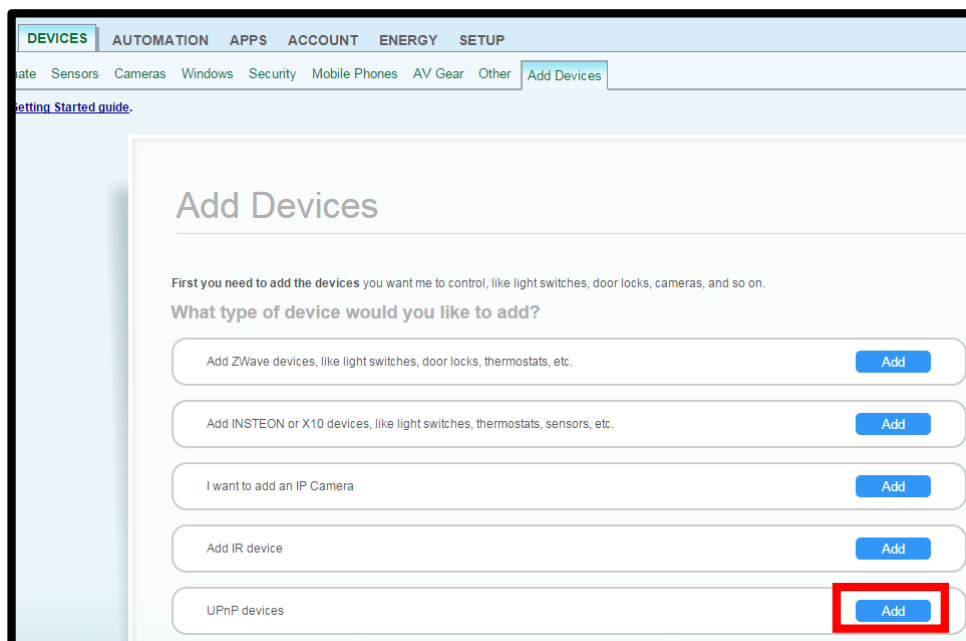 DEVICES AUTOMATION APPS ACCOUNT ENERGY SETUP
Sensors Cameras Windows Security Mobile Phones AV Gear Other Add Devices
Getting Started guide.
Add Devices
First you need to add the devices you want me to control, like light switches, door locks, cameras, and so on.
What type of device would you like to add?
Add ZWave devices, like light switches, door locks, thermostats, etc. Add
Add INSTEON or X10 devices, like light switches, thermostats, sensors, etc. Add
I want to add an IP Camera Add
Add IR device Add
UPnP devices Add